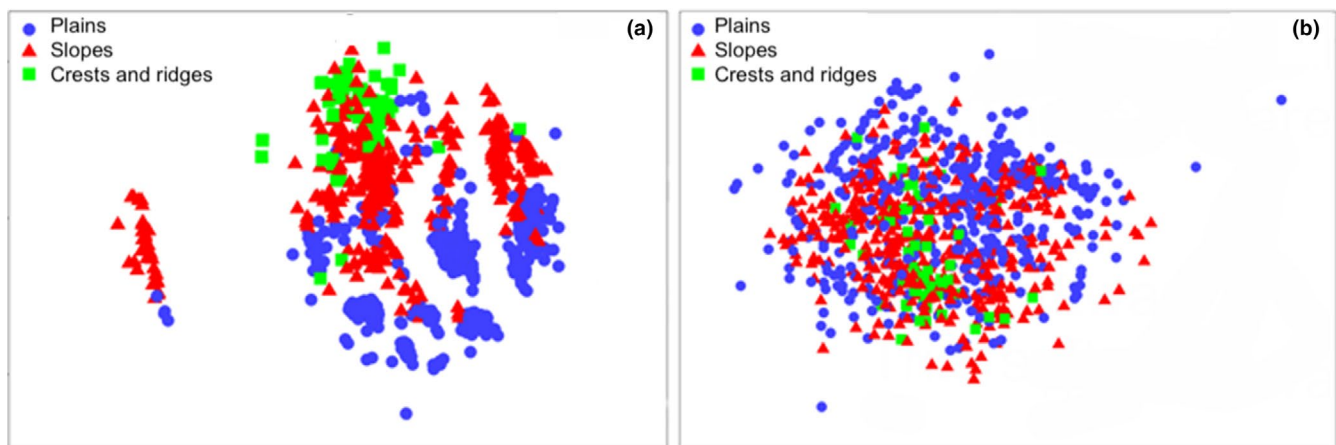 (a)
Plains
Slopes
Crests and ridges
(b)
Plains
Slopes
Crests and ridges